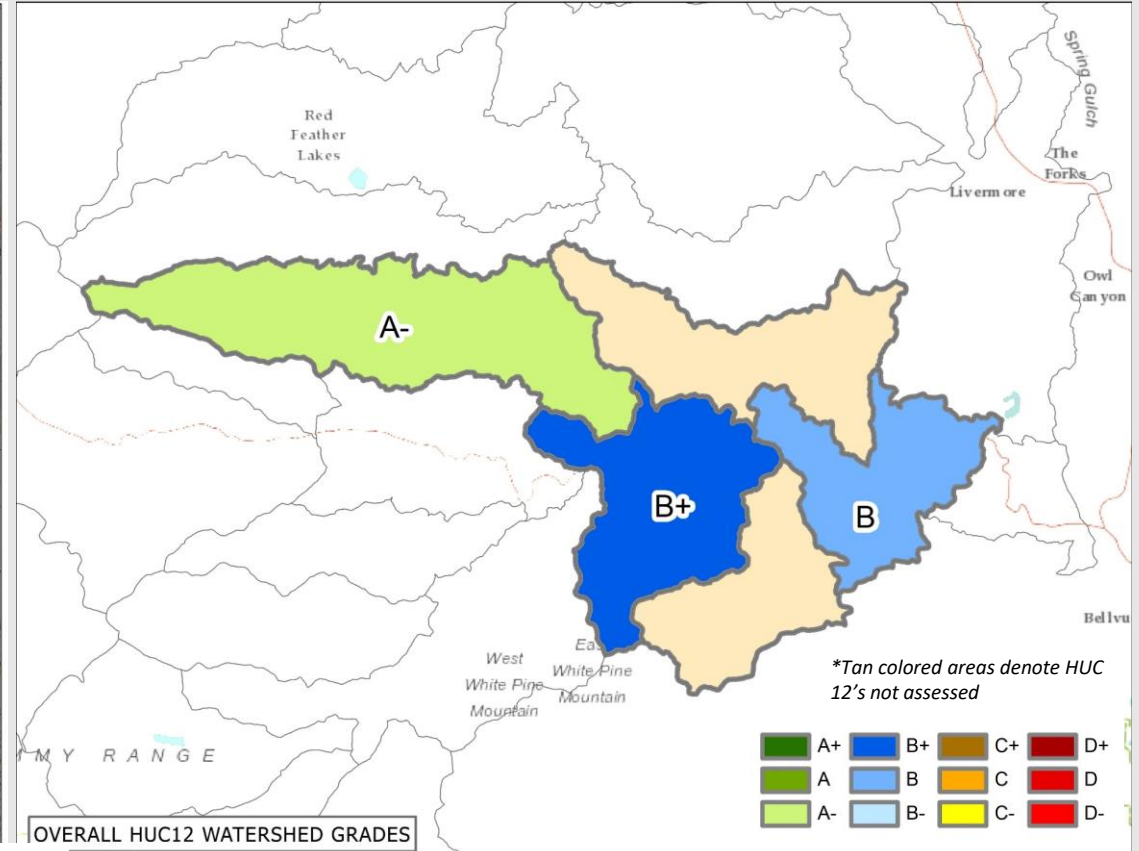 Spring Gulch
Red
Feather
Lakes
The
Forks
Livermore
Owl
Canyon
A-
B+
B
Bellvu
West
White Pine
Mountain
East
White Pine
Mountain
*Tan colored areas denote HUC
12’s not assessed
MMY RANGE
A+ B+ C+ D+
A B C D
A- B- C- D-
OVERALL HUC12 WATERSHED GRADES